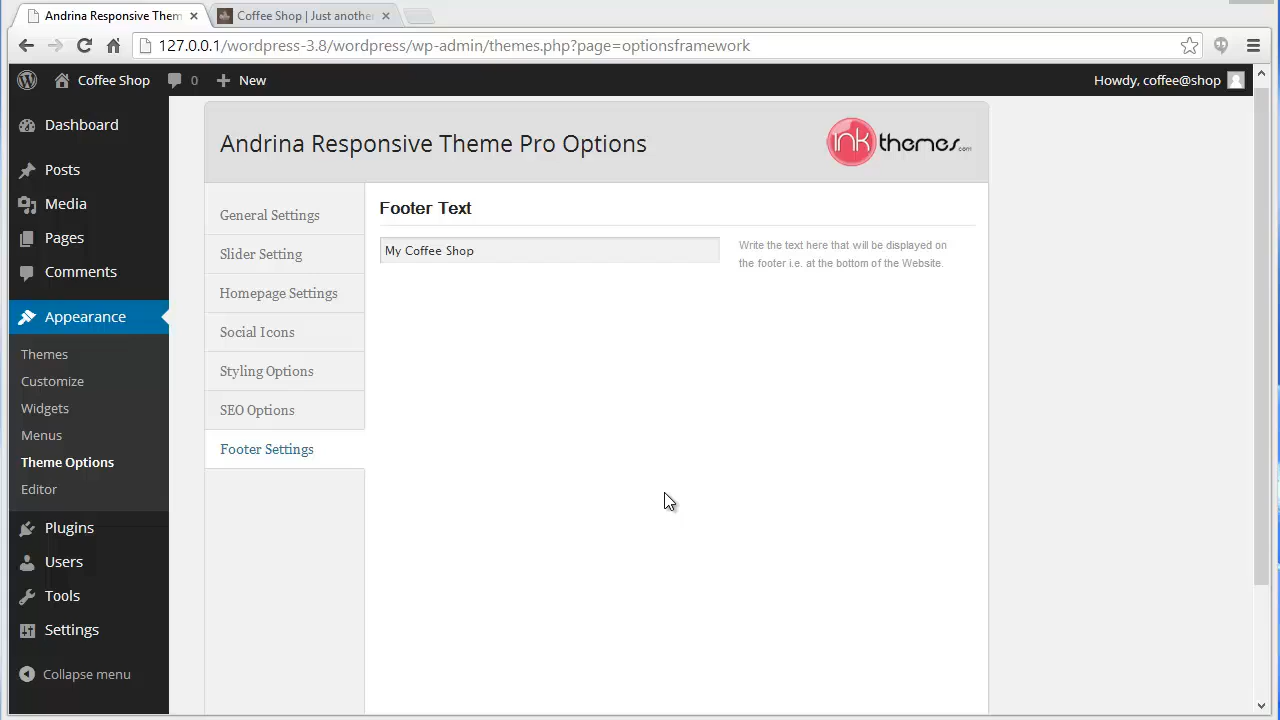 Andrina Responsive Them
Coffee Shop | Just anothe
127.0.0.1/wordpress-3.8/wordpress/wp-admin/themes.php?page=optionsframework
Coffee Shop 0 New Howdy, coffee@shop
Dashboard
Posts
Media
Pages
Comments
Appearance
Themes
Customize
Widgets
Menus
Theme Options
Editor
Plugins
Users
Tools
Settings
Collapse menu
Andrina Responsive Theme Pro Options
inkthemes.com
General Settings
Slider Setting
Homepage Settings
Social Icons
Styling Options
SEO Options
Footer Settings
Footer Text
My Coffee Shop
Write the text here that will be displayed on
the footer i.e. at the bottom of the Website.